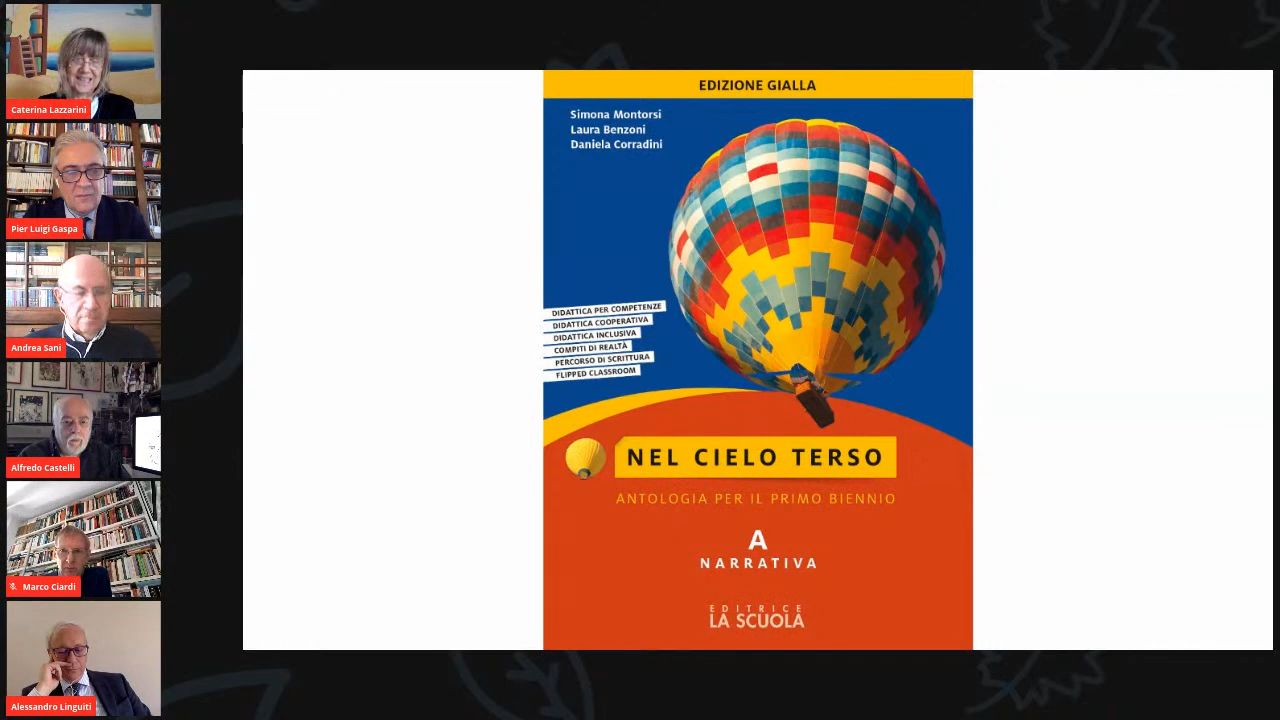 Caterina Lazzarini
Pier Luigi Gaspa
Andrea Sani
Alfredo Castelli
Marco Ciardi
Alessandro Linguiti
EDIZIONE GIALLA
Simona Montorsi
Laura Benzoni
Daniela Corradini
DIDATTICA PER COMPETENZE
DIDATTICA COOPERATIVA
DIDATTICA INCLUSIVA
COMPITI DI REALTÀ
PERCORSO DI SCRITTURA
FLIPPED CLASSROOM
NEL CIELO TERSO
ANTOLOGIA PER IL PRIMO BIENNIO
A
NARRATIVA
EDITRICE
LA SCUOLA